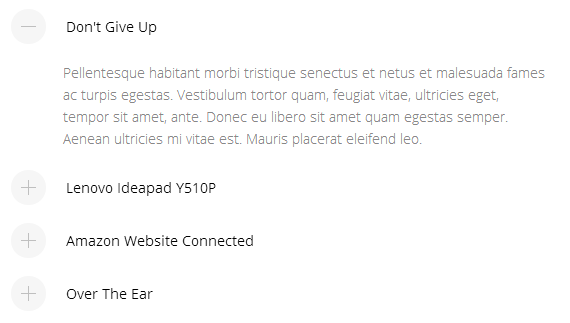 Don't Give Up
Pellentesque habitant morbi tristique senectus et netus et malesuada fames
ac turpis egestas. Vestibulum tortor quam, feugiat vitae, ultricies eget,
tempor sit amet, ante. Donec eu libero sit amet quam egestas semper.
Aenean ultricies mi vitae est. Mauris placerat eleifend leo.
Lenovo Ideapad Y510P
Amazon Website Connected
Over The Ear